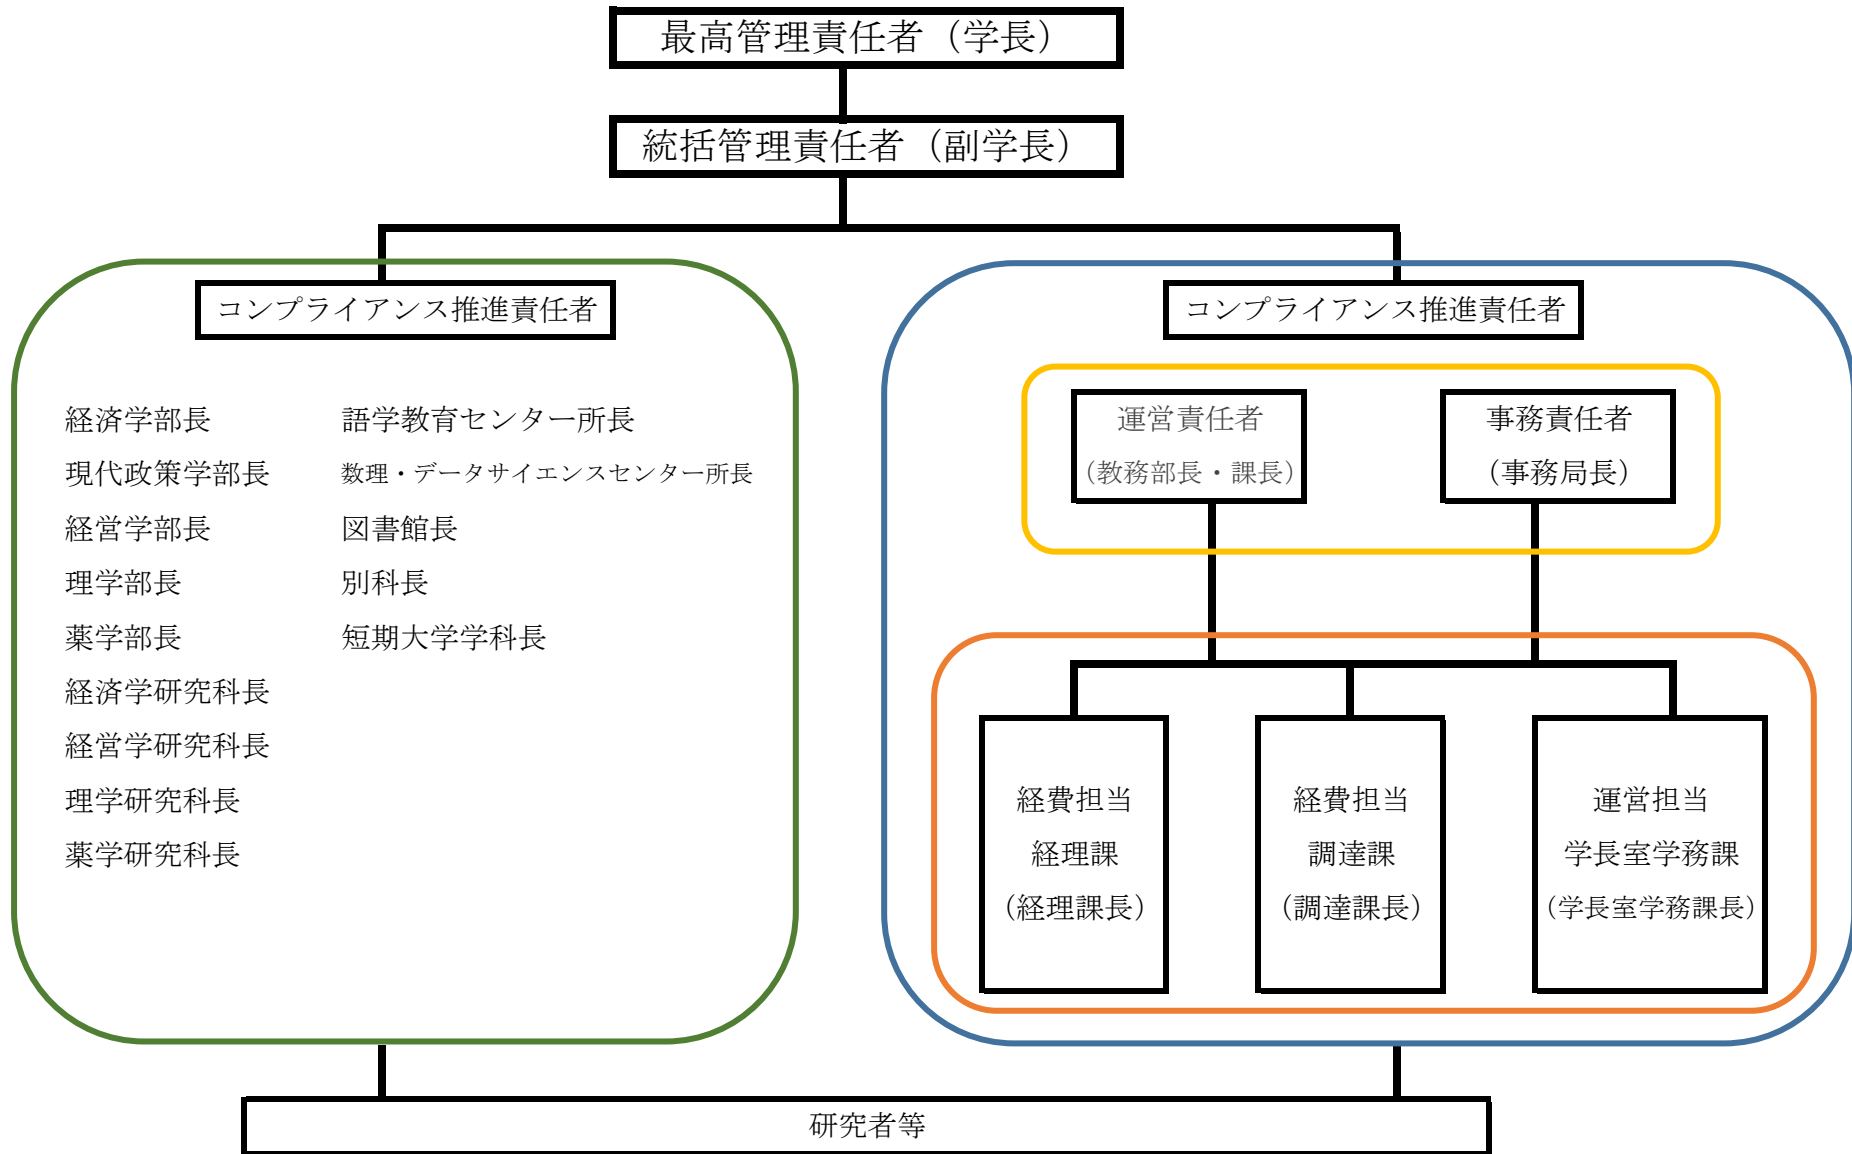 最高管理責任者（学長）
統括管理責任者（副学長）
コンプライアンス推進責任者
経済学部長
現代政策学部長
経営学部長
理学部長
薬学部長
経済学研究科長
経営学研究科長
理学研究科長
薬学研究科長
語学教育センター所長
数理・データサイエンスセンター所長
図書館長
別科長
短期大学学科長
コンプライアンス推進責任者
運営責任者
（教務部長・課長）
事務責任者
（事務局長）
経費担当
経理課
（経理課長）
経費担当
調達課
（調達課長）
運営担当
学長室学務課
（学長室学務課長）
研究者等